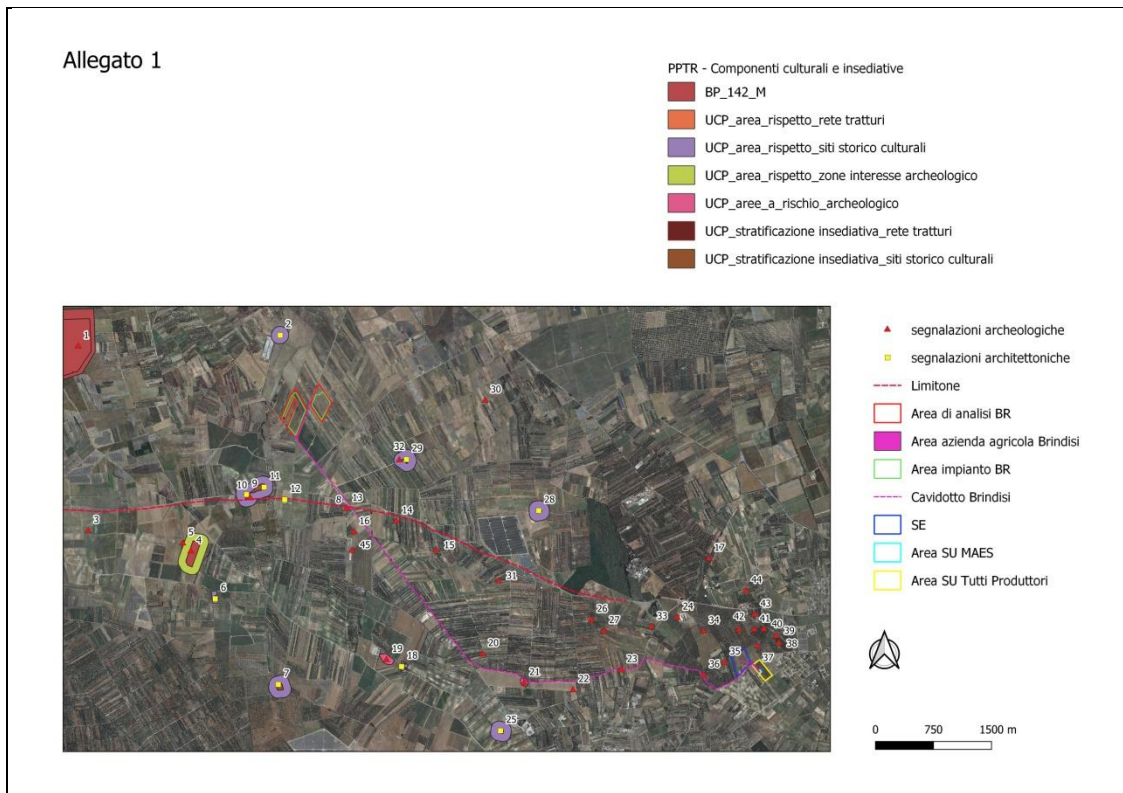 Allegato 1
PPTR - Componenti culturali e insediative
BP_142_M
UCP_area_rispetto_rete tratturi
UCP_area_rispetto_siti storico culturali
UCP_area_rispetto_zone interesse archeologico
UCP_aree_a_rischio_archeologico
UCP_stratificazione insediativa_rete tratturi
UCP_stratificazione insediativa_siti storico culturali
segnalazioni archeologiche
segnalazioni architettoniche
Limitone
Area di analisi BR
Area azienda agricola Brindisi
Area impianto BR
Cavidotto Brindisi
SE
Area SU MAES
Area SU Tutti Produttori
0 750 1500 m
1
2
30
32 29
10 9 11
12
8 13
28
3
14
16
5
4
45
15
17
31
6
44
26
27
33
24
34
42
43
41
40
39
38
20
19
18
23
36
35
37
7
21
22
25